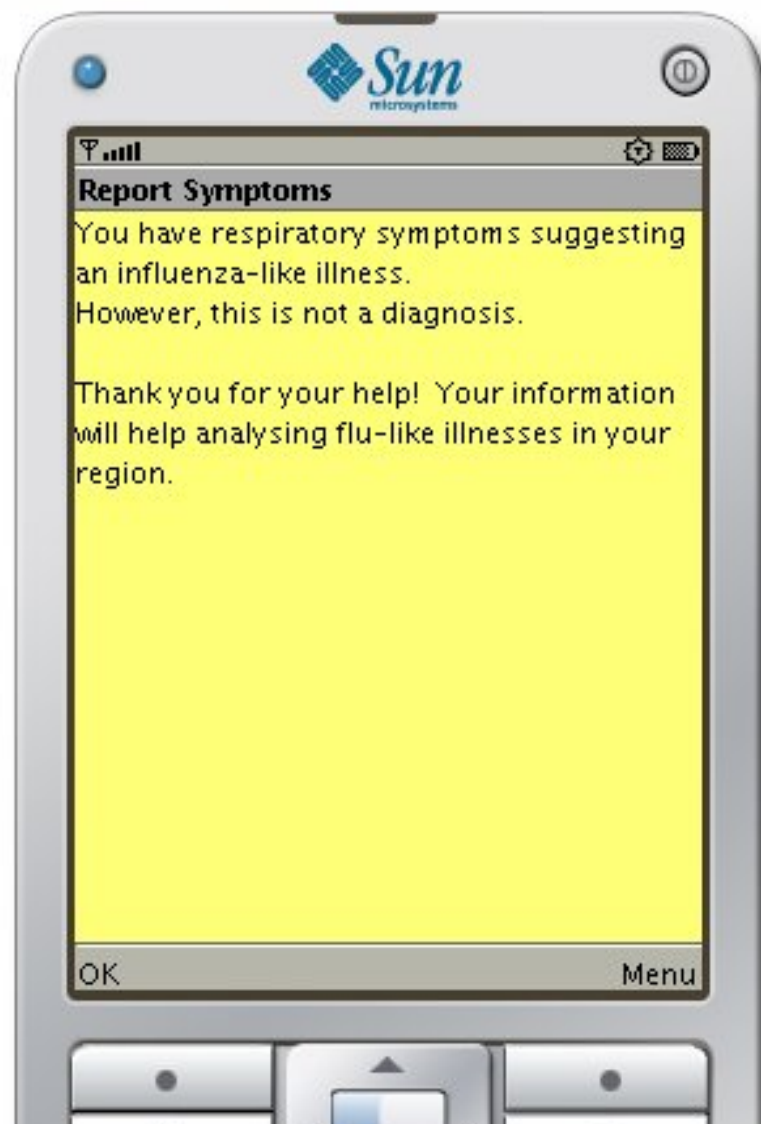 Sun
microsystems
Report Symptoms
You have respiratory symptoms suggesting
an influenza-like illness.
However, this is not a diagnosis.
Thank you for your help! Your information
will help analysing flu-like illnesses in your
region.
OK
Menu